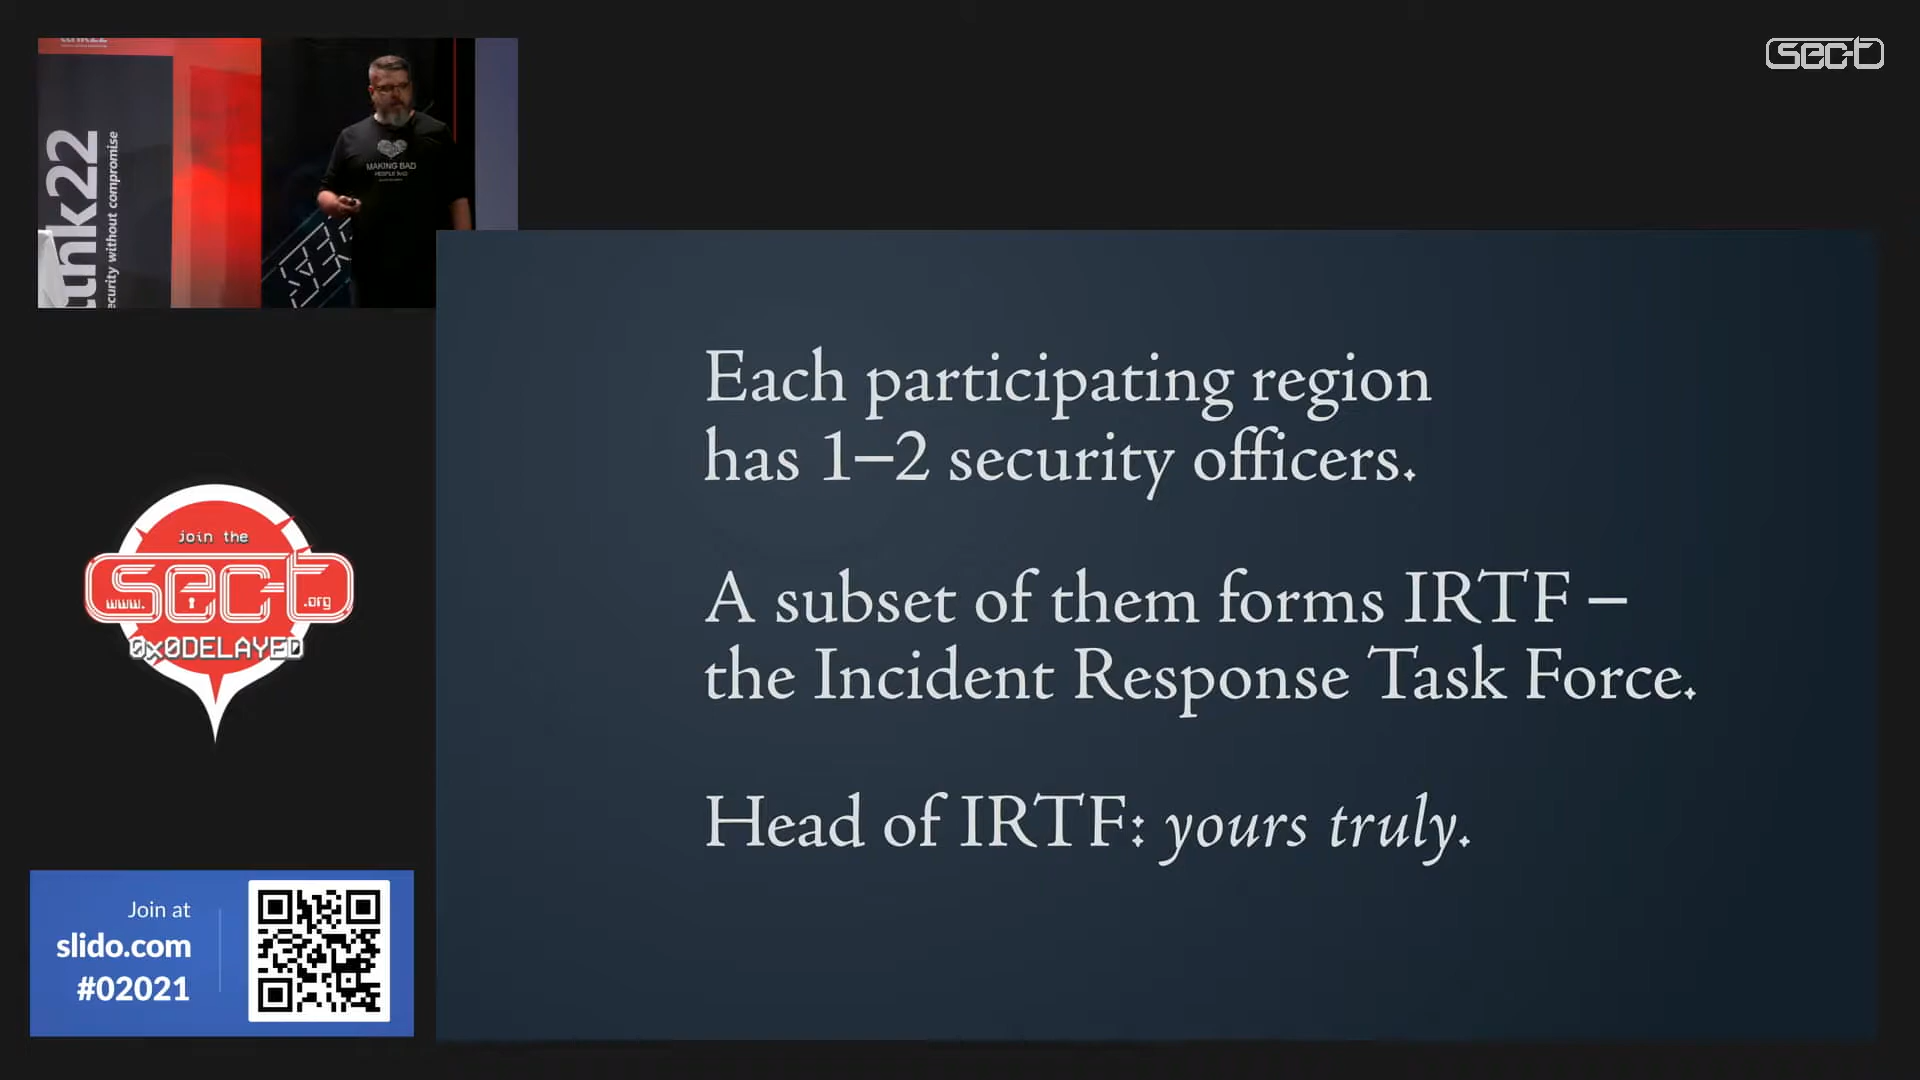 sec-t
truk22
security without compromise
MAKING BAD
Each participating region
has 1–2 security officers.
A subset of them forms IRTF –
the Incident Response Task Force.
Head of IRTF: yours truly.
join the
www. sec-t .org
0x0DELAYED
Join at
slido.com
#02021